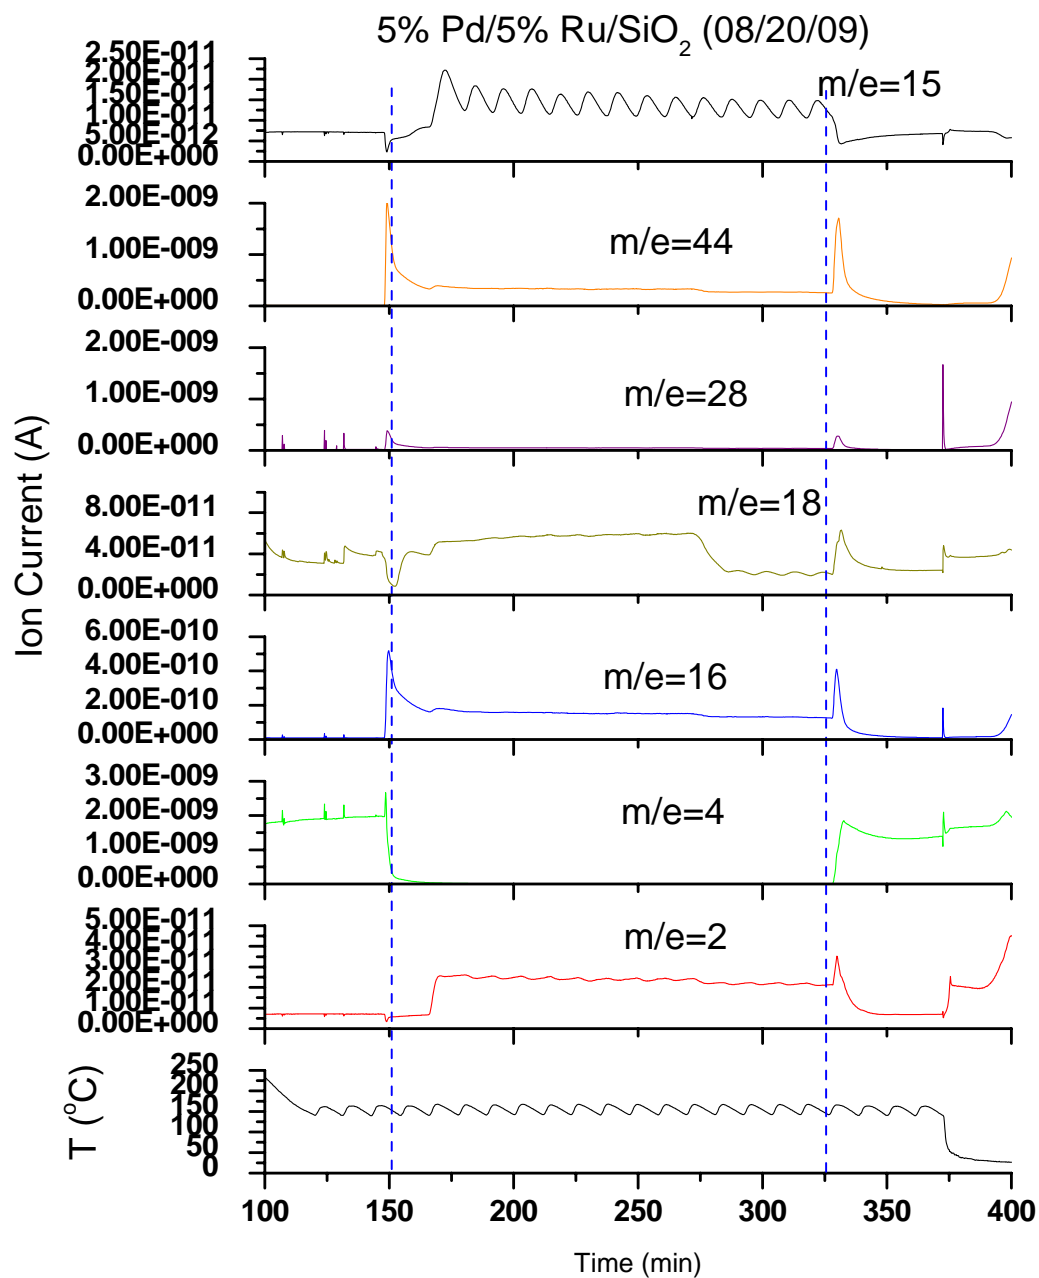 5% Pd/5% Ru/SiO2 (08/20/09)
2.50E-011
2.00E-011
1.50E-011
1.00E-011
5.00E-012
0.00E+000
m/e=15
2.00E-009
1.00E-009
0.00E+000
m/e=44
2.00E-009
1.00E-009
0.00E+000
m/e=28
8.00E-011
4.00E-011
0.00E+000
m/e=18
6.00E-010
4.00E-010
2.00E-010
0.00E+000
m/e=16
3.00E-009
2.00E-009
1.00E-009
0.00E+000
m/e=4
5.00E-011
4.00E-011
3.00E-011
2.00E-011
1.00E-011
0.00E+000
m/e=2
250
200
150
100
50
0
Ion Current (A)
T (oC)
100 150 200 250 300 350 400
Time (min)